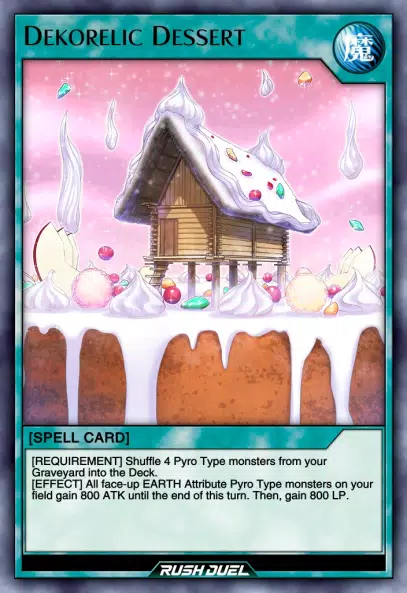 Dekorelic Dessert
魔
[SPELL CARD]
[REQUIREMENT] Shuffle 4 Pyro Type monsters from your
Graveyard into the Deck.
[EFFECT] All face-up EARTH Attribute Pyro Type monsters on your
field gain 800 ATK until the end of this turn. Then, gain 800 LP.
RUSH DUEL